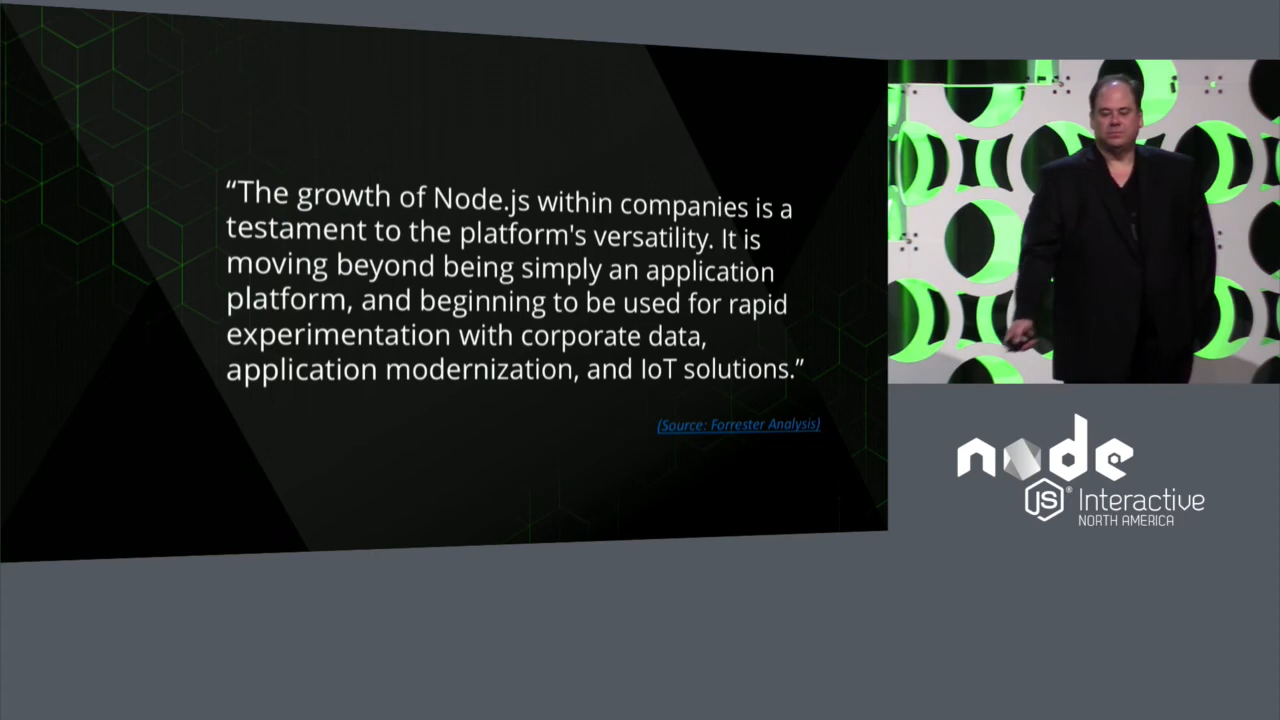 “The growth of Node.js within companies is a
testament to the platform's versatility. It is
moving beyond being simply an application
platform, and beginning to be used for rapid
experimentation with corporate data,
application modernization, and IoT solutions.”
(Source: Forrester Analysis)
node
JS® Interactive
NORTH AMERICA